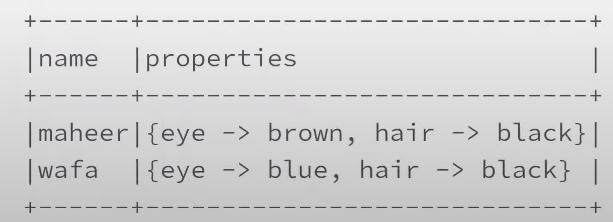 +------+-----------------------------+
|name  |properties                   |
+------+-----------------------------+
|maheer|{eye -> brown, hair -> black}|
|wafa  |{eye -> blue, hair -> black} |
+------+-----------------------------+